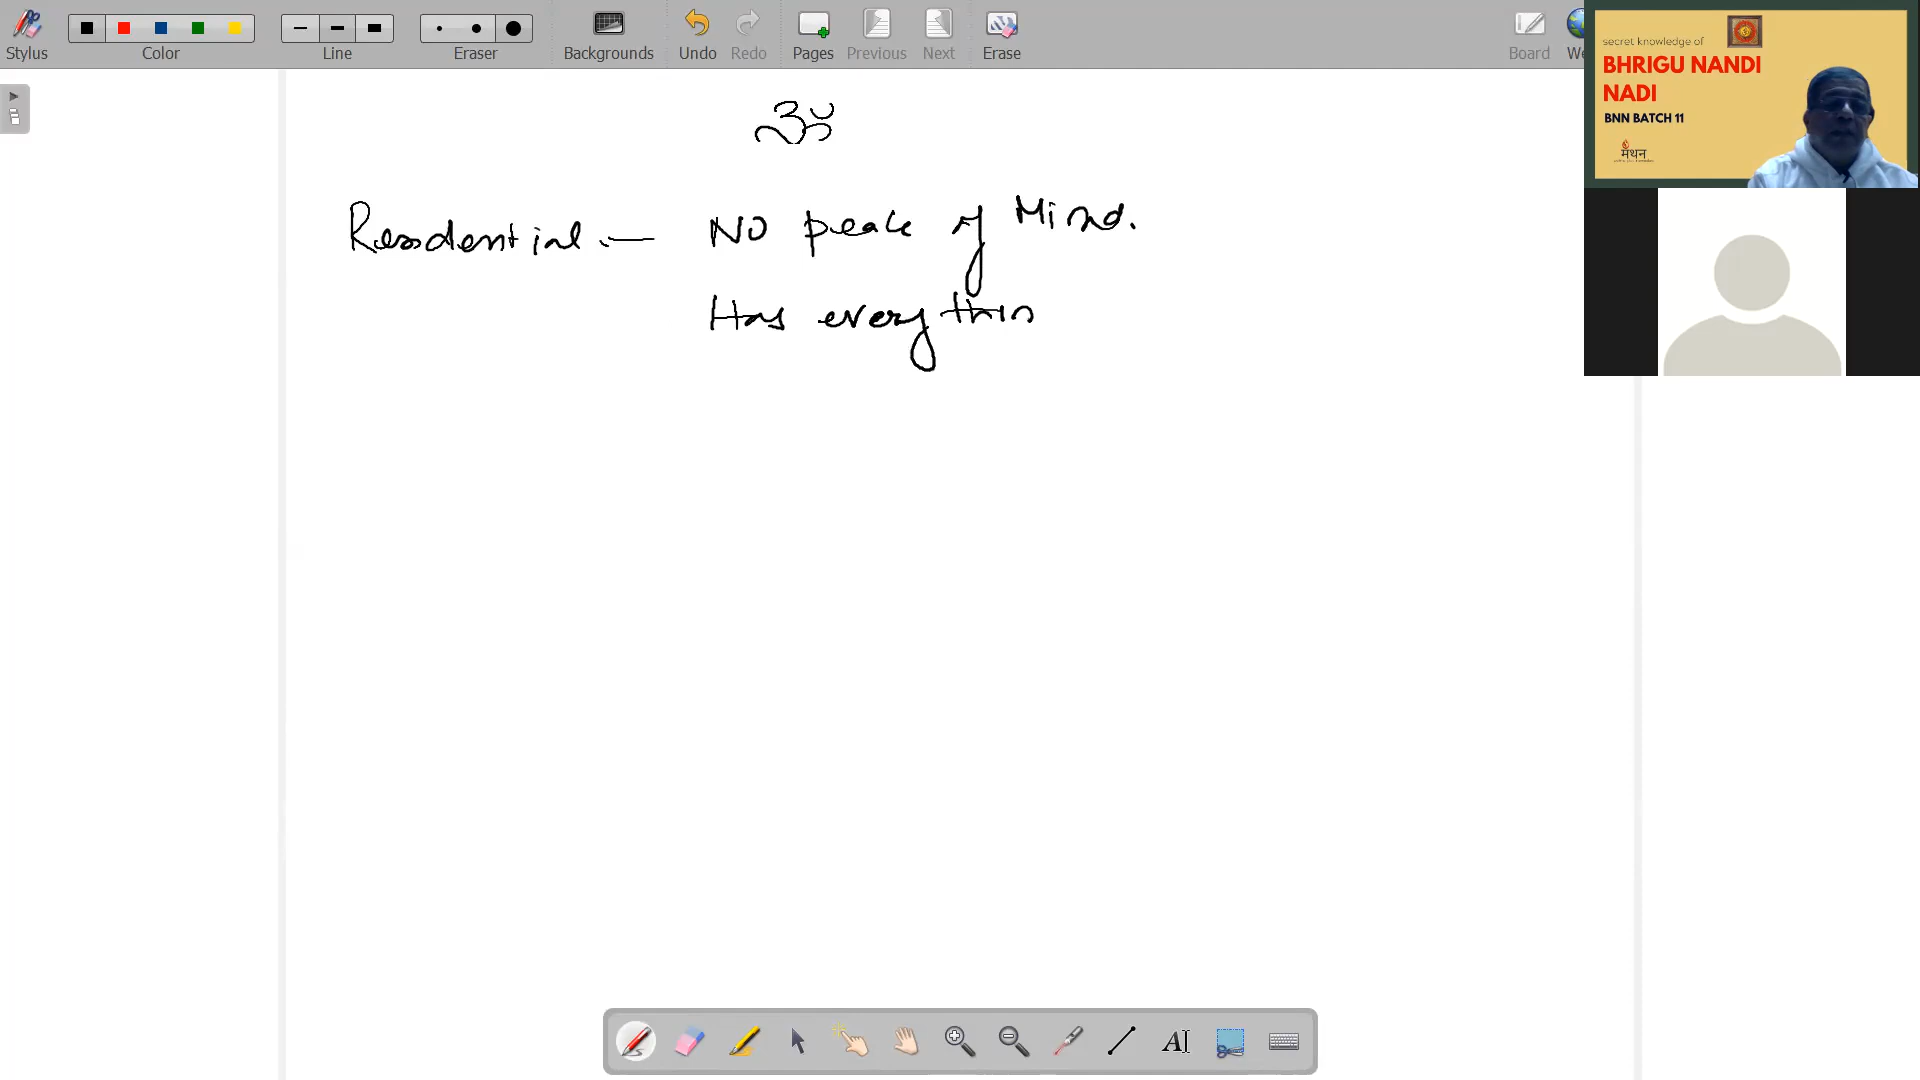 Stylus Color Line Eraser Backgrounds Undo Redo Pages Previous Next Erase Board
secret knowledge of
BHRIGU NANDI
NADI
BNN BATCH 11
मंथन
ॐ
Resdential :— NO peace of Mind.
Has everythin